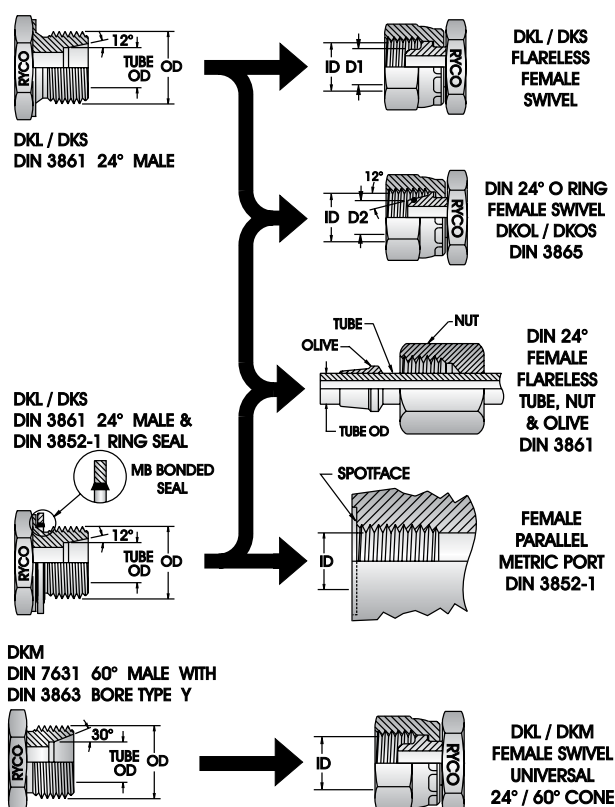 RYCO
12°
TUBE
OD
OD
DKL / DKS
DIN 3861 24° MALE
ID D1
RYCO
DKL / DKS
FLARELESS
FEMALE
SWIVEL
12°
ID D2
RYCO
DIN 24° O RING
FEMALE SWIVEL
DKOL / DKOS
DIN 3865
TUBE
NUT
OLIVE
TUBE OD
DIN 24°
FEMALE
FLARELESS
TUBE, NUT
& OLIVE
DIN 3861
DKL / DKS
DIN 3861 24° MALE &
DIN 3852-1 RING SEAL
MB BONDED
SEAL
RYCO
12°
TUBE
OD
OD
SPOTFACE
ID
FEMALE
PARALLEL
METRIC PORT
DIN 3852-1
DKM
DIN 7631 60° MALE WITH
DIN 3863 BORE TYPE Y
RYCO
30°
TUBE
OD
OD
ID
RYCO
DKL / DKM
FEMALE SWIVEL
UNIVERSAL
24° / 60° CONE